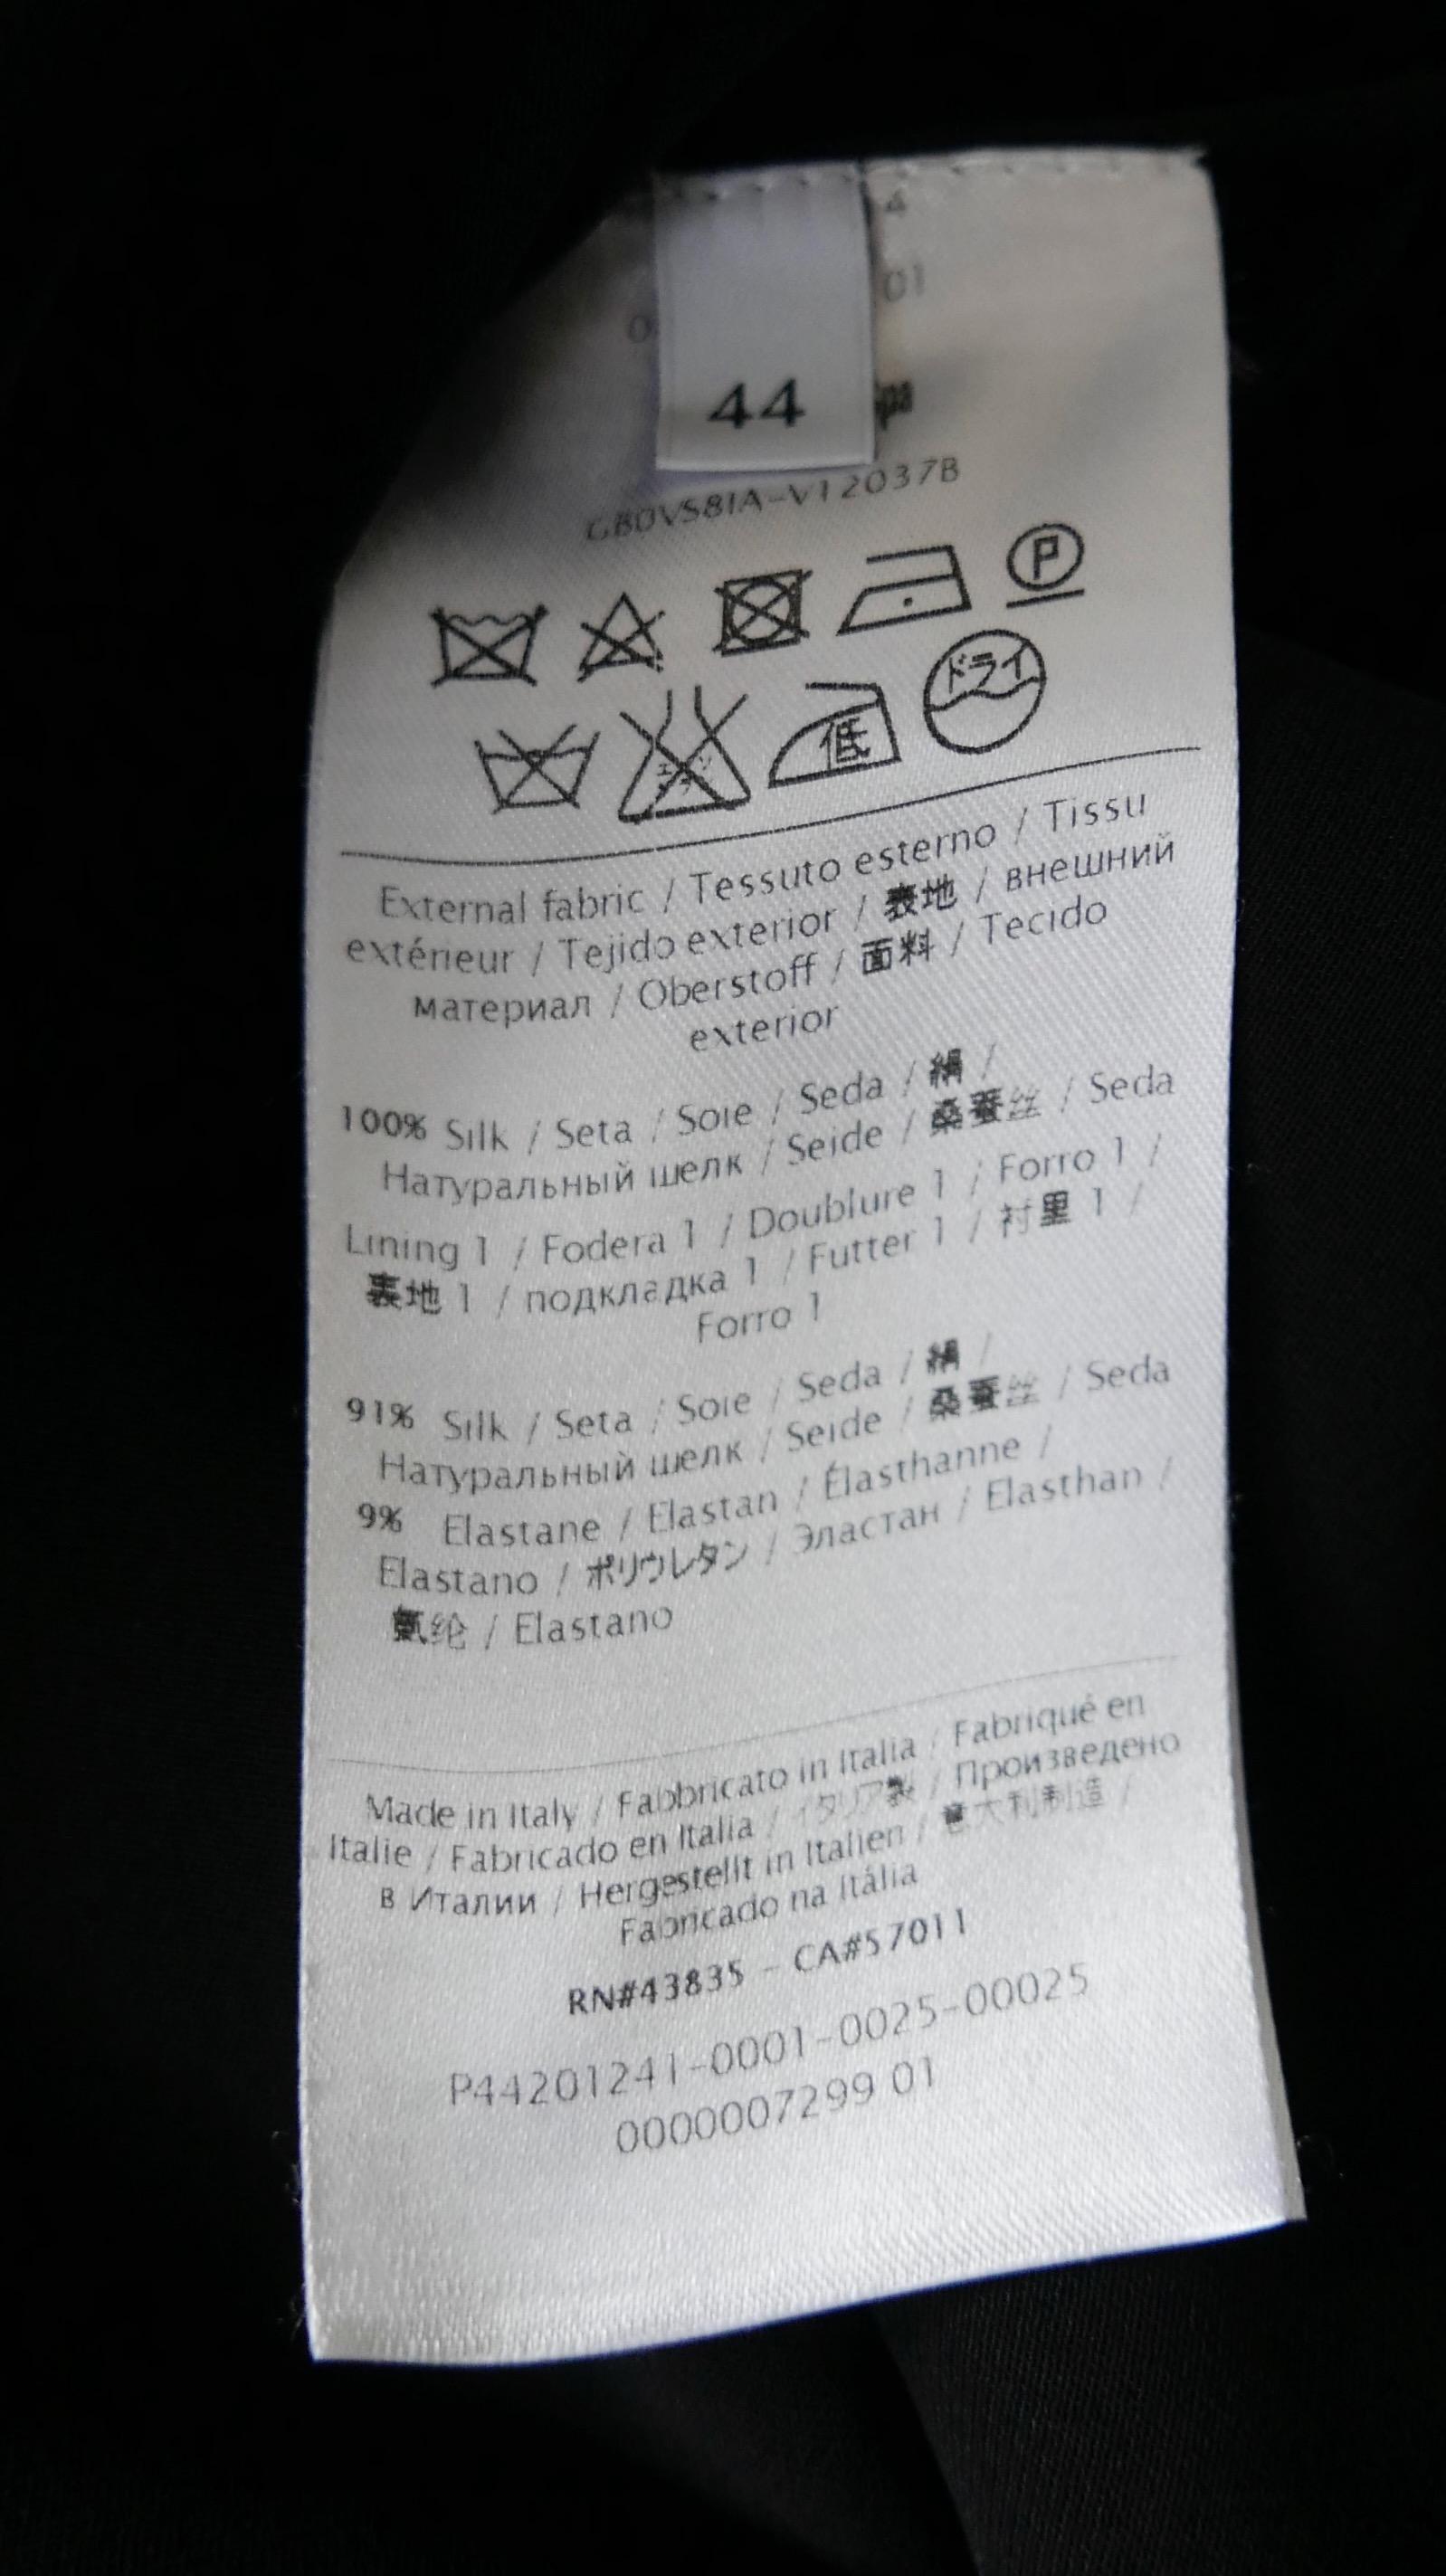 4
01
44
GB0VS8IA-V12037B
P
ドライ
低
External fabric / Tessuto esterno / Tissu
extérieur / Tejido exterior / 表地 / внешний
материал / Oberstoff / 面料 / Tecido
exterior
100% Silk / Seta / Soie / Seda / 絹 /
Натуральный шелк / Seide / 桑蚕丝 / Seda
Lining 1 / Fodera 1 / Doublure 1 / Forro 1 /
裏地 1 / подкладка 1 / Futter 1 / 衬里 1 /
Forro 1
91% Silk / Seta / Soie / Seda / 絹 /
Натуральный шелк / Seide / 桑蚕丝 / Seda
9% Elastane / Elastan / Élasthanne /
Elastano / ポリウレタン / Эластан / Elasthan /
氨纶 / Elastano
Made in Italy / Fabbricato in Italia / Fabriqué en
Italie / Fabricado en Italia / イタリア製 / Произведено
в Италии / Hergestellt in Italien / 意大利制造 /
Fabricado na Itália
RN#43835 - CA#57011
P44201241-0001-0025-00025
0000007299 01